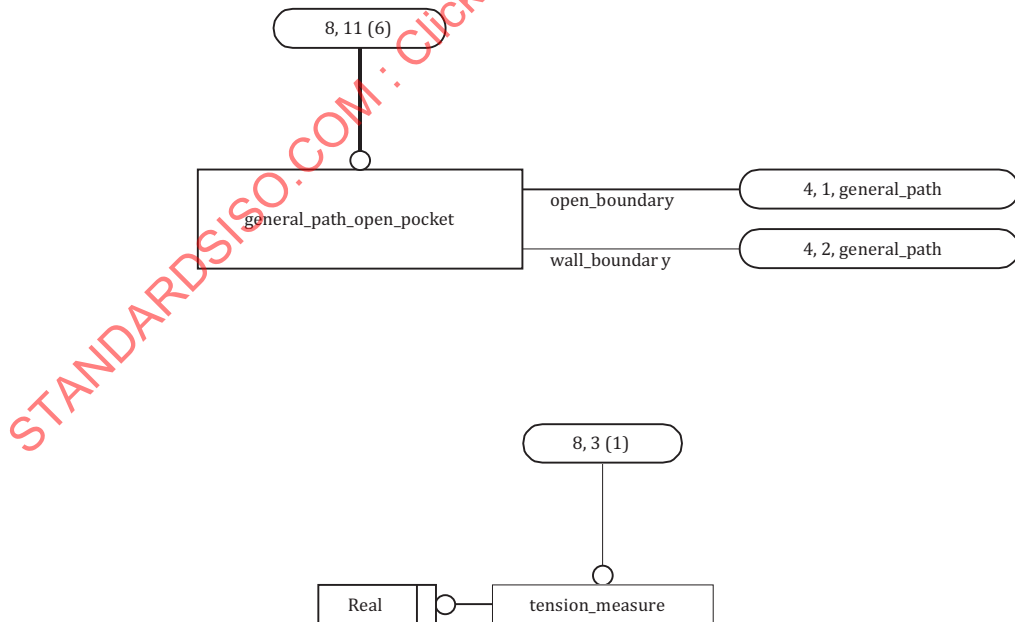 8, 11 (6)
general_path_open_pocket
open_boundary
4, 1, general_path
wall_boundar y
4, 2, general_path
STANDARDSISO.COM : Click
8, 3 (1)
Real
tension_measure